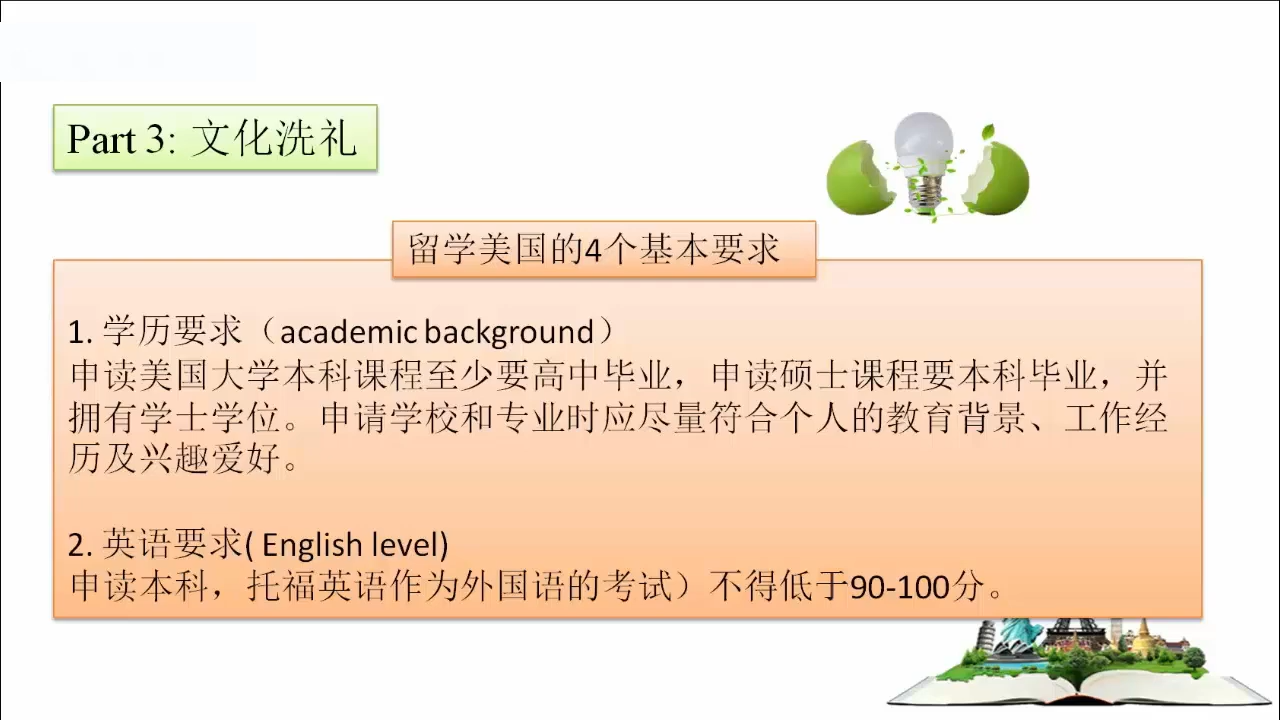 Part 3: 文化洗礼
留学美国的4个基本要求
1. 学历要求（academic background）
申读美国大学本科课程至少要高中毕业，申读硕士课程要本科毕业，并
拥有学士学位。申请学校和专业时应尽量符合个人的教育背景、工作经
历及兴趣爱好。
2. 英语要求( English level)
申读本科，托福英语作为外国语的考试）不得低于90-100分。